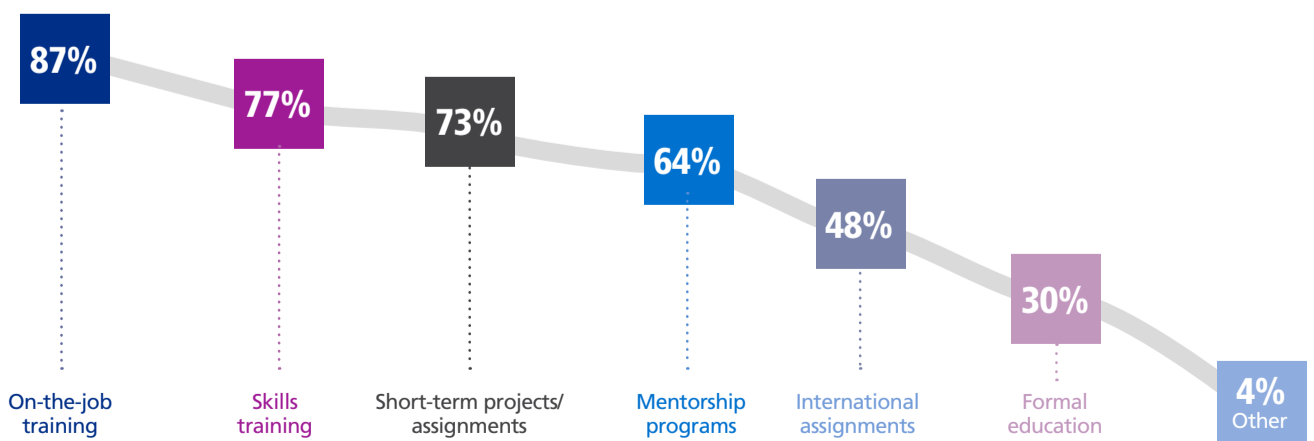 87%
77%
73%
64%
48%
30%
4%
Other
On-the-job
training
Skills
training
Short-term projects/
assignments
Mentorship
programs
International
assignments
Formal
education